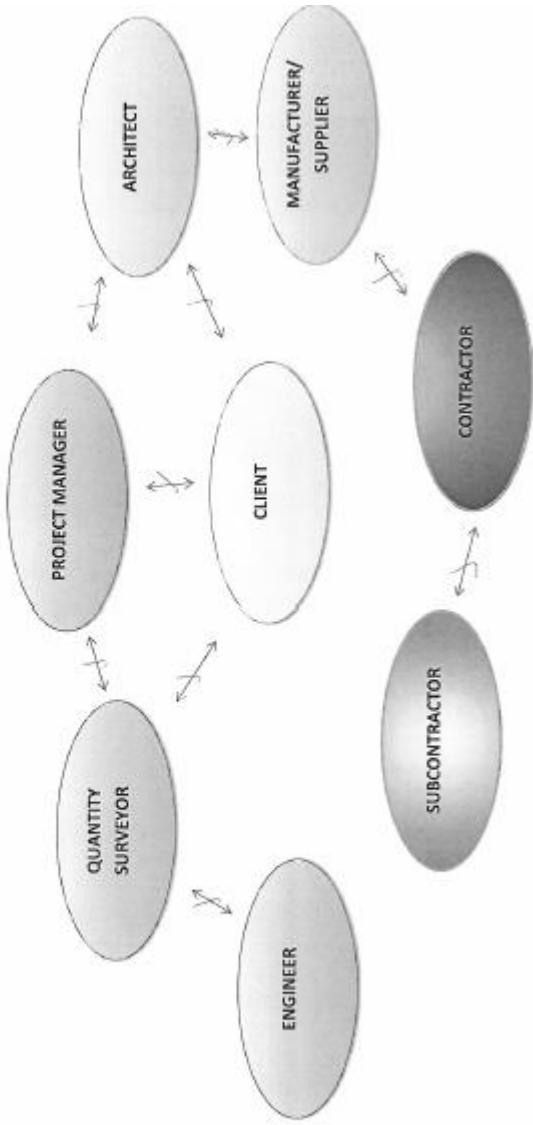 PROJECT MANAGER
QUANTITY
SURVEYOR
ARCHITECT
CLIENT
ENGINEER
MANUFACTURER/
SUPPLIER
SUBCONTRACTOR
CONTRACTOR